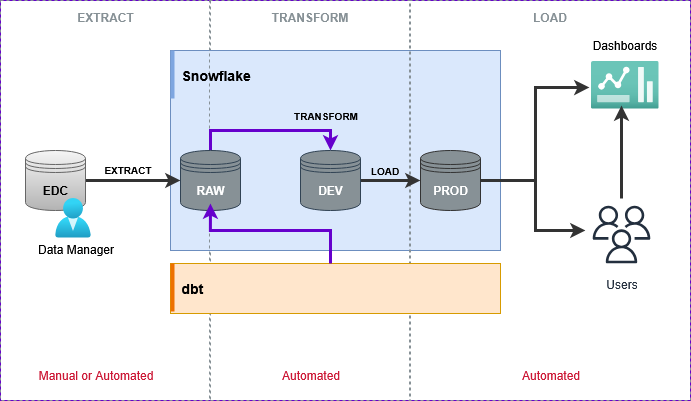 EXTRACT
TRANSFORM
LOAD
Dashboards
Snowflake
TRANSFORM
EXTRACT
LOAD
EDC
RAW
DEV
PROD
Data Manager
Users
dbt
Manual or Automated
Automated
Automated